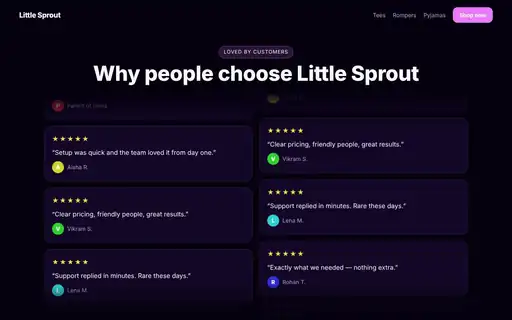 Little Sprout
Tees
Rompers
Pyjamas
Shop now
LOVED BY CUSTOMERS
Why people choose Little Sprout
P
★★★★★
“Setup was quick and the team loved it from day one.”
A
Aisha R.
★★★★★
“Clear pricing, friendly people, great results.”
V
Vikram S.
★★★★★
“Support replied in minutes. Rare these days.”
L
Lena M.
★★★★★
“Clear pricing, friendly people, great results.”
V
Vikram S.
★★★★★
“Support replied in minutes. Rare these days.”
L
Lena M.
★★★★★
“Exactly what we needed — nothing extra.”
R
Rohan T.